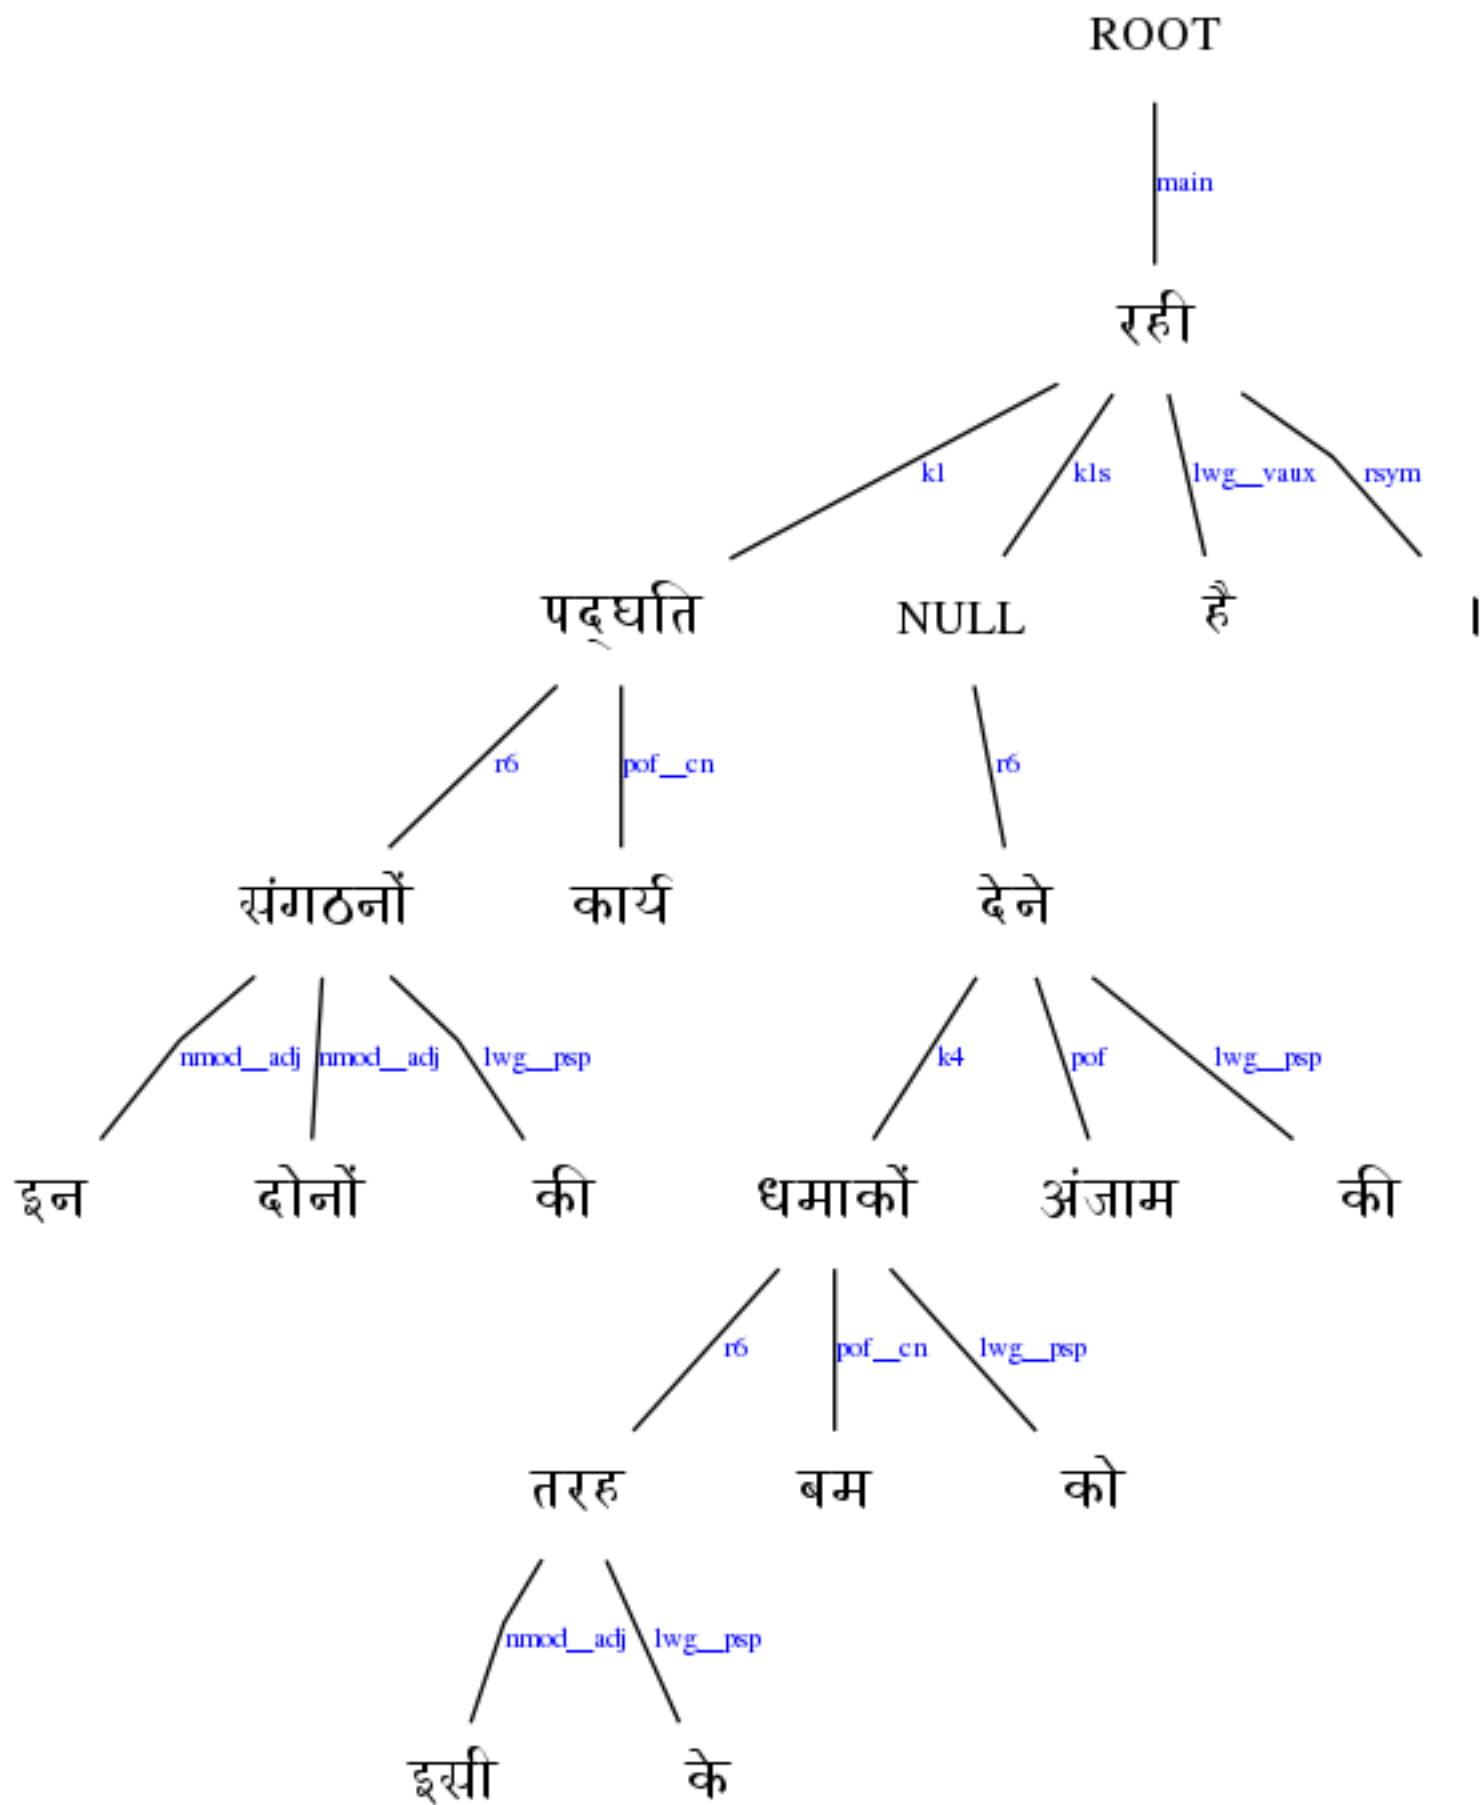 ROOT
main
रही
k1 k1s lwg__vaux rsym
पद्घति NULL है ।
r6 pof__cn r6
संगठनों कार्य देने
nmod__adj nmod__adj lwg__psp k4 pof lwg__psp
इन दोनों की धमाकों अंजाम की
r6 pof__cn lwg__psp
तरह बम को
nmod__adj lwg__psp
इसी के